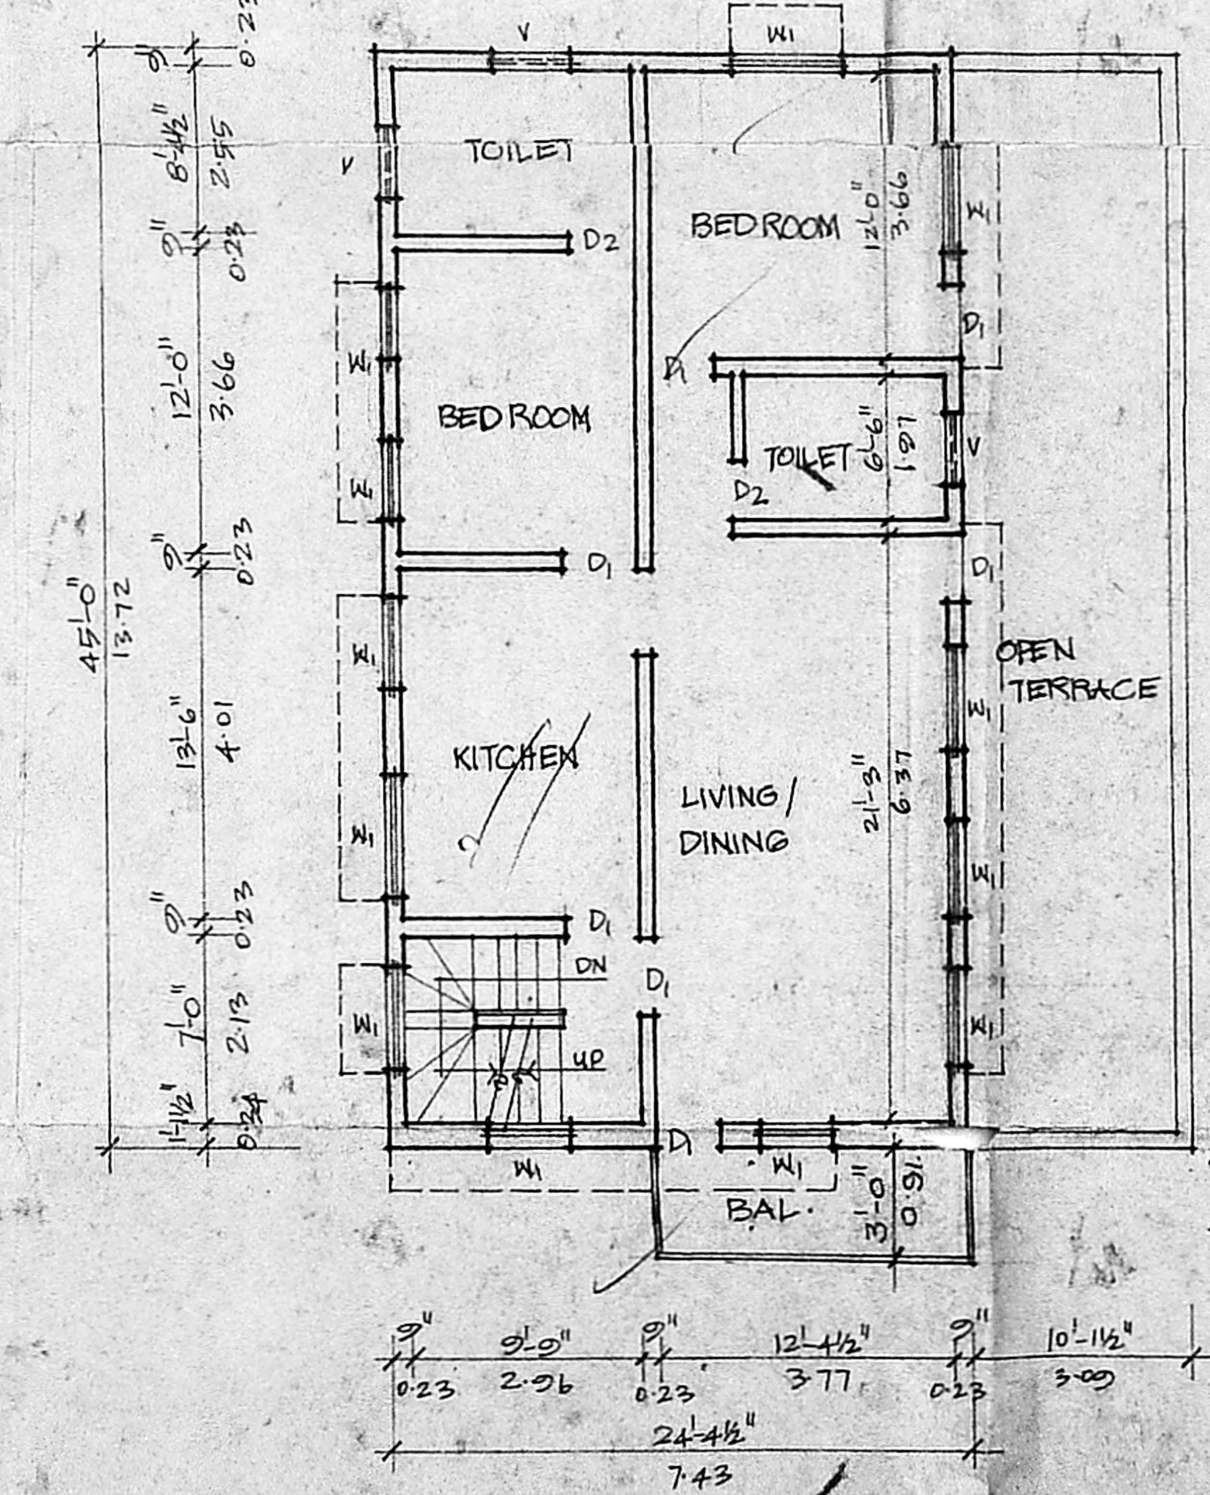 0.23
V
W1
9"
8'-4½"
2.55
TOILET
V
BEDROOM
12'-0"
3.66
W1
9"
0.23
D2
D1
W1
12'-0"
3.66
D1
BEDROOM
TOILET
6'-6"
1.97
V
W1
D2
9"
0.23
D1
D1
45'-0"
13.72
W1
OPEN
TERRACE
W1
13'-6"
4.01
KITCHEN
LIVING/
DINING
21'-3"
6.37
W1
W1
9"
0.23
D1
DN
D1
7'-0"
2.13
W1
W1
UP
1'-1½"
D1
W1
W1
BAL.
3'-0"
0.91
9"
9'-9"
9"
12'-4½"
9"
10'-1½"
0.23
2.96
0.23
3.77
0.23
3.09
24'-4½"
7.43